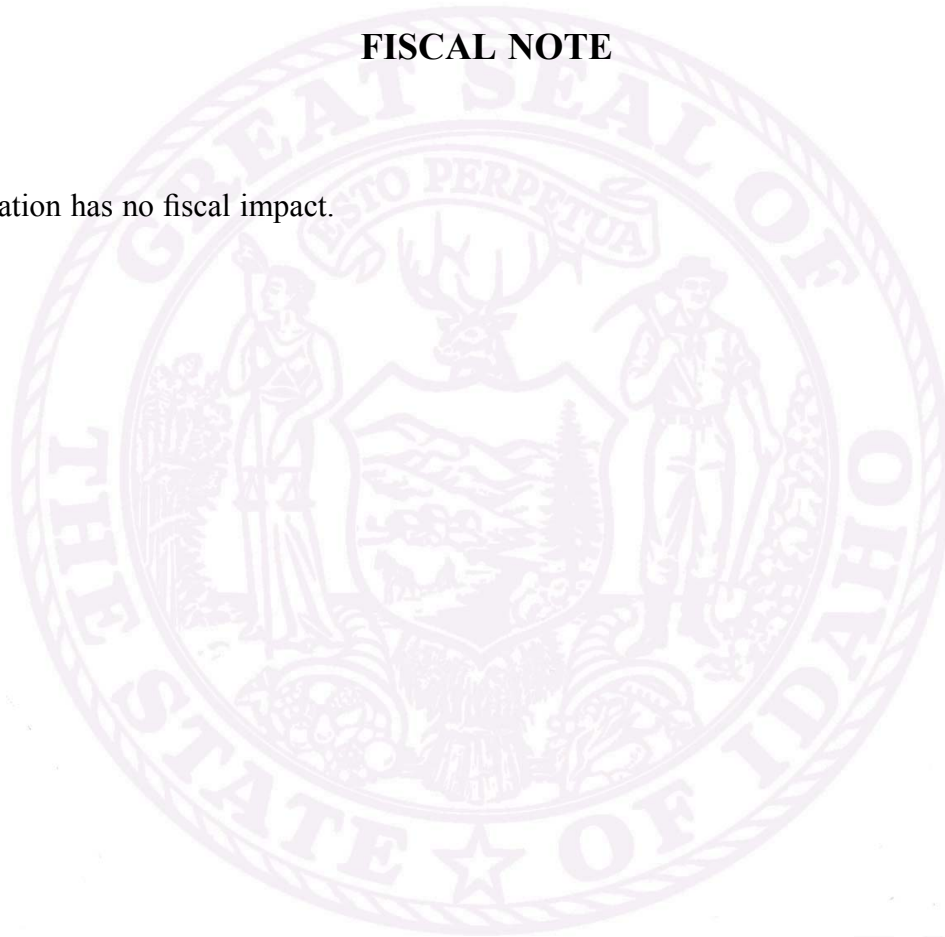 FISCAL NOTE
ation has no fiscal impact.
GREAT SEAL OF
THE STATE OF IDAHO
ESTO PERPETUA